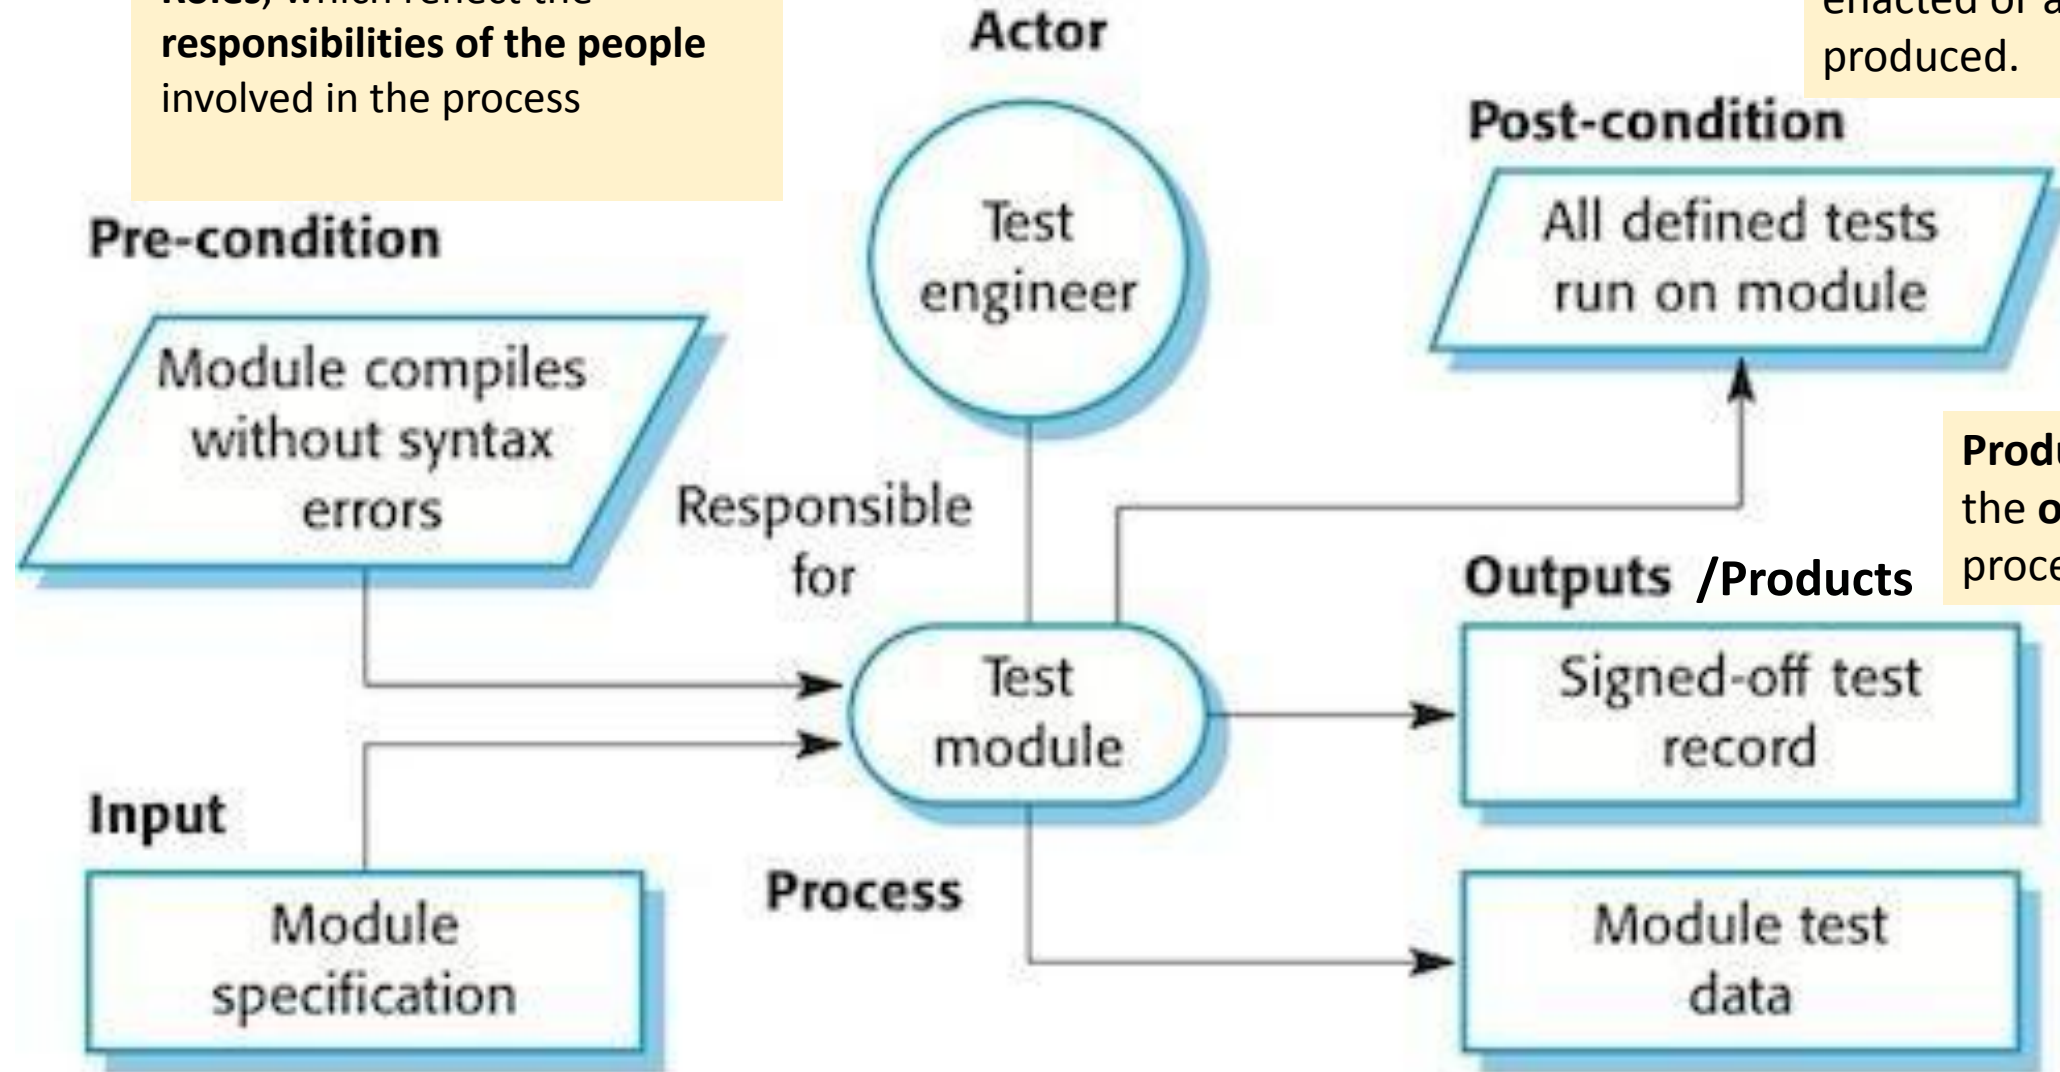 Roles, which reflect the
responsibilities of the people
involved in the process
Actor
enacted or a
produced.
Post-condition
Test
engineer
All defined tests
run on module
Pre-condition
Module compiles
without syntax
errors
Responsible
for
Produ
the o
proce
Outputs /Products
Test
module
Signed-off test
record
Input
Process
Module
specification
Module test
data